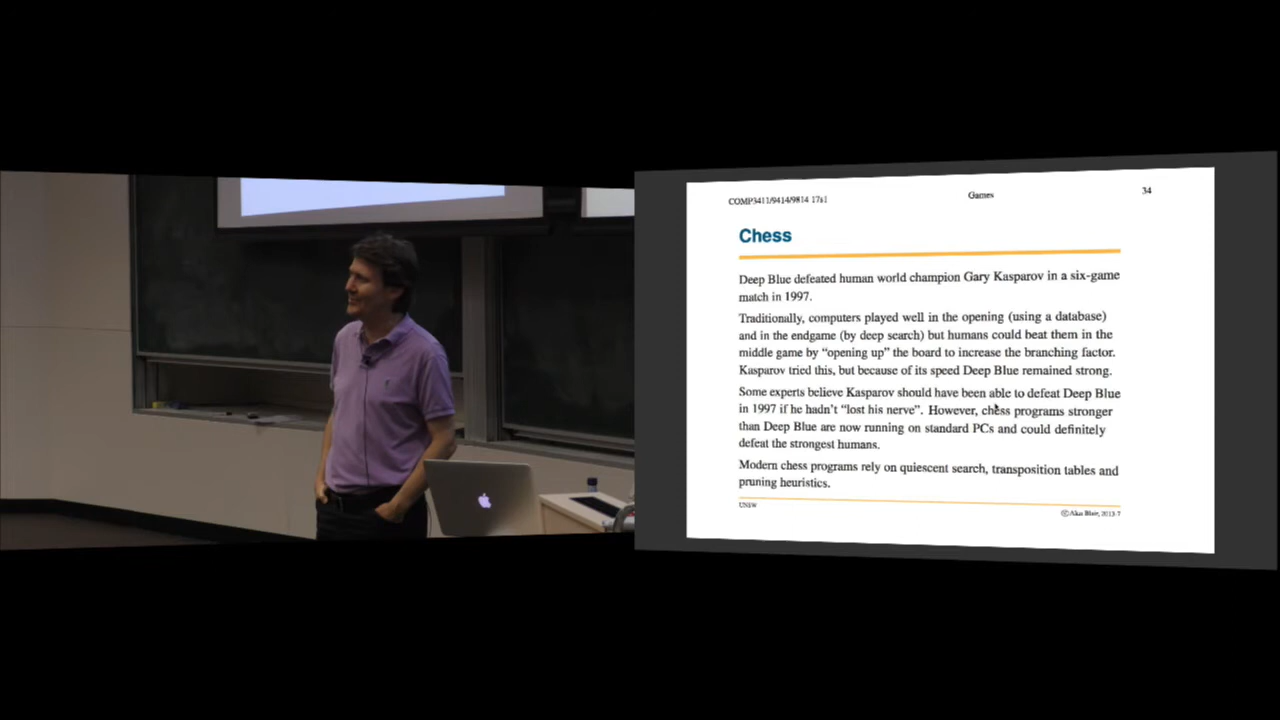 COMP3411/9414/9814 17s1
Games
34
Chess
Deep Blue defeated human world champion Gary Kasparov in a six-game
match in 1997.
Traditionally, computers played well in the opening (using a database)
and in the endgame (by deep search) but humans could beat them in the
middle game by “opening up” the board to increase the branching factor.
Kasparov tried this, but because of its speed Deep Blue remained strong.
Some experts believe Kasparov should have been able to defeat Deep Blue
in 1997 if he hadn’t “lost his nerve”. However, chess programs stronger
than Deep Blue are now running on standard PCs and could definitely
defeat the strongest humans.
Modern chess programs rely on quiescent search, transposition tables and
pruning heuristics.
UNSW
©Alan Blair, 2013-7